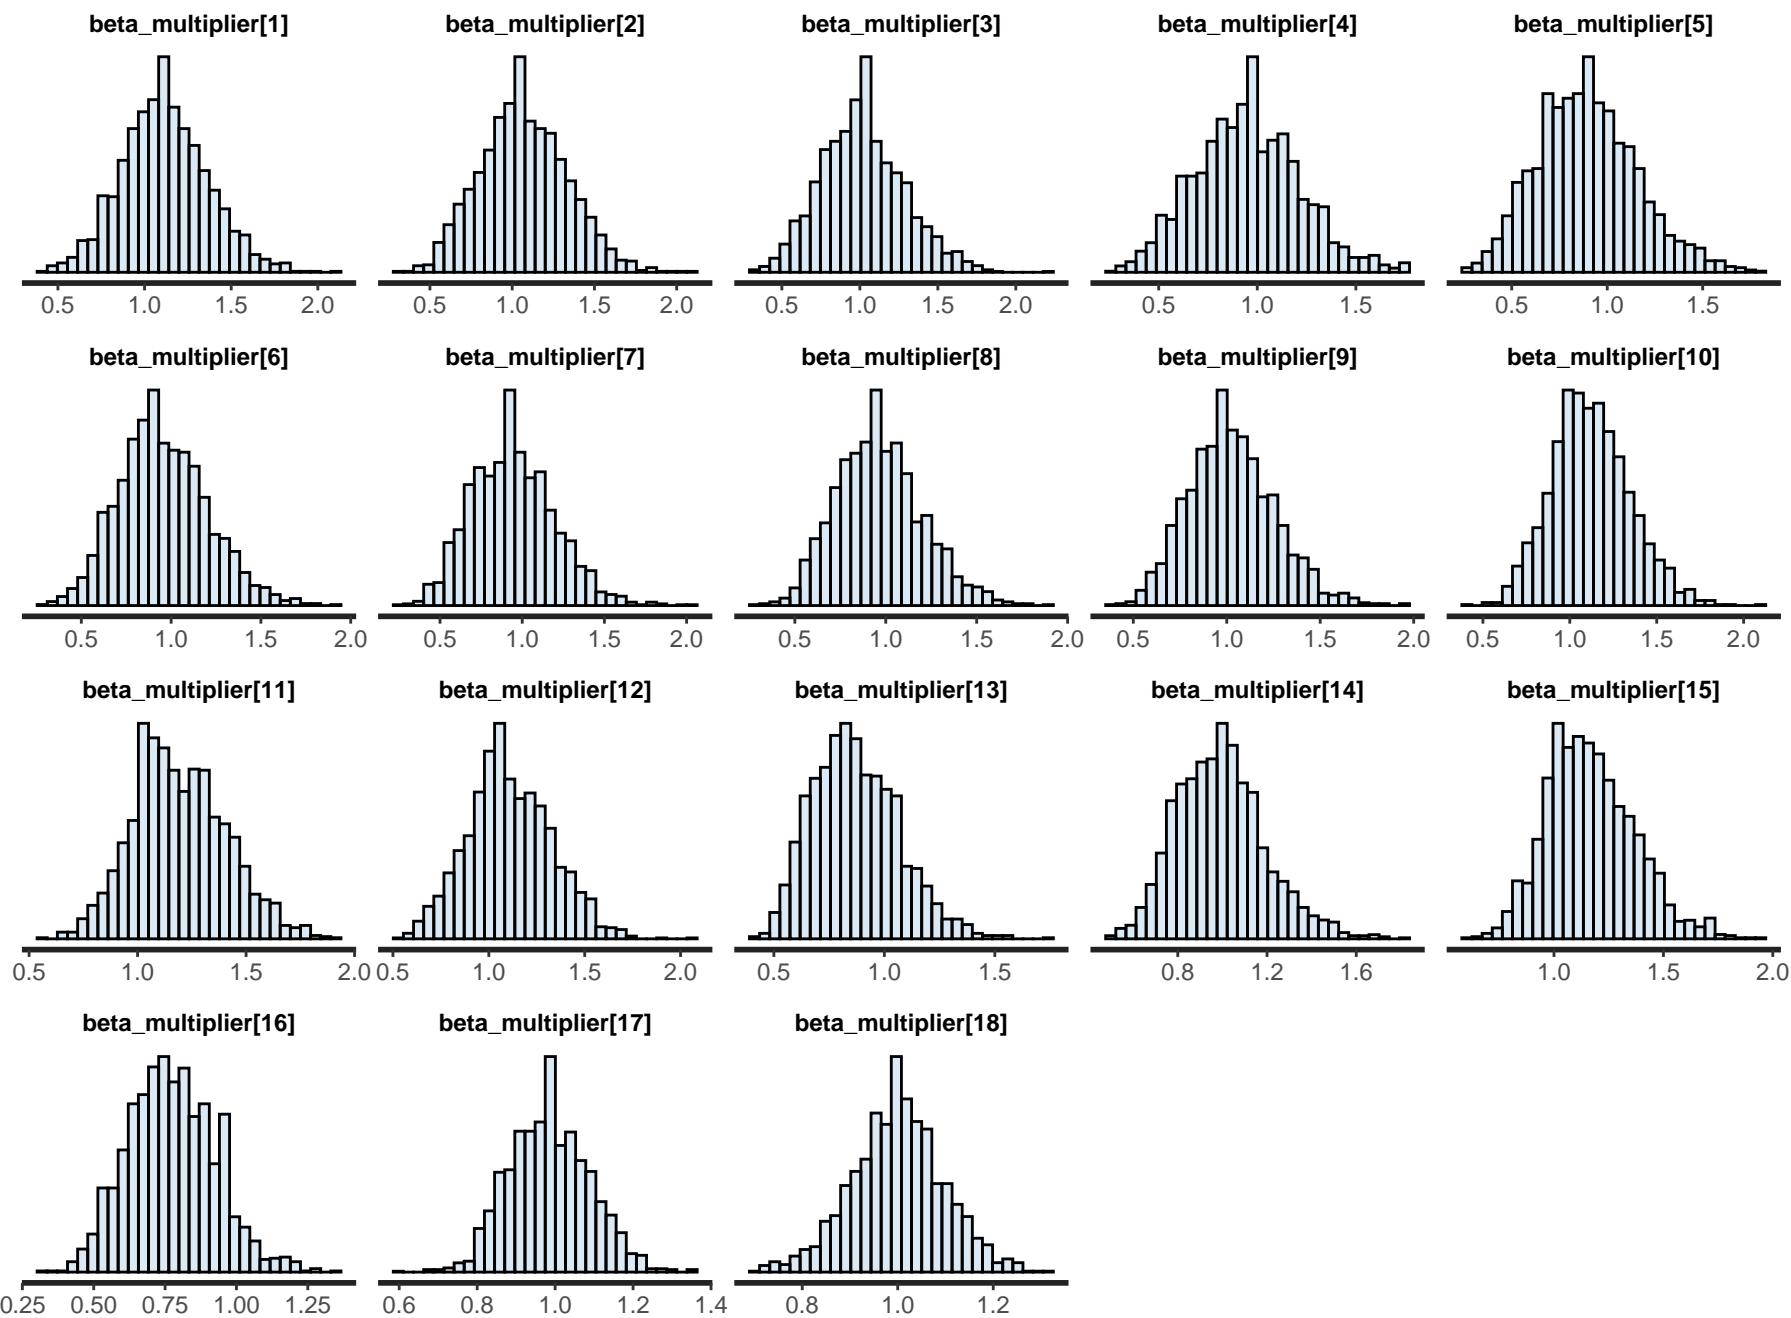 beta_multiplier[1] beta_multiplier[2] beta_multiplier[3] beta_multiplier[4] beta_multiplier[5]
0.5 1.0 1.5 2.0 0.5 1.0 1.5 2.0 0.5 1.0 1.5 2.0 0.5 1.0 1.5 0.5 1.0 1.5
beta_multiplier[6] beta_multiplier[7] beta_multiplier[8] beta_multiplier[9] beta_multiplier[10]
0.5 1.0 1.5 2.0 0.5 1.0 1.5 2.0 0.5 1.0 1.5 2.0 0.5 1.0 1.5 2.0 0.5 1.0 1.5 2.0
beta_multiplier[11] beta_multiplier[12] beta_multiplier[13] beta_multiplier[14] beta_multiplier[15]
0.5 1.0 1.5 2.0 0.5 1.0 1.5 2.0 0.5 1.0 1.5 0.8 1.2 1.6 1.0 1.5 2.0
beta_multiplier[16] beta_multiplier[17] beta_multiplier[18]
0.25 0.50 0.75 1.00 1.25 0.6 0.8 1.0 1.2 1.4 0.8 1.0 1.2